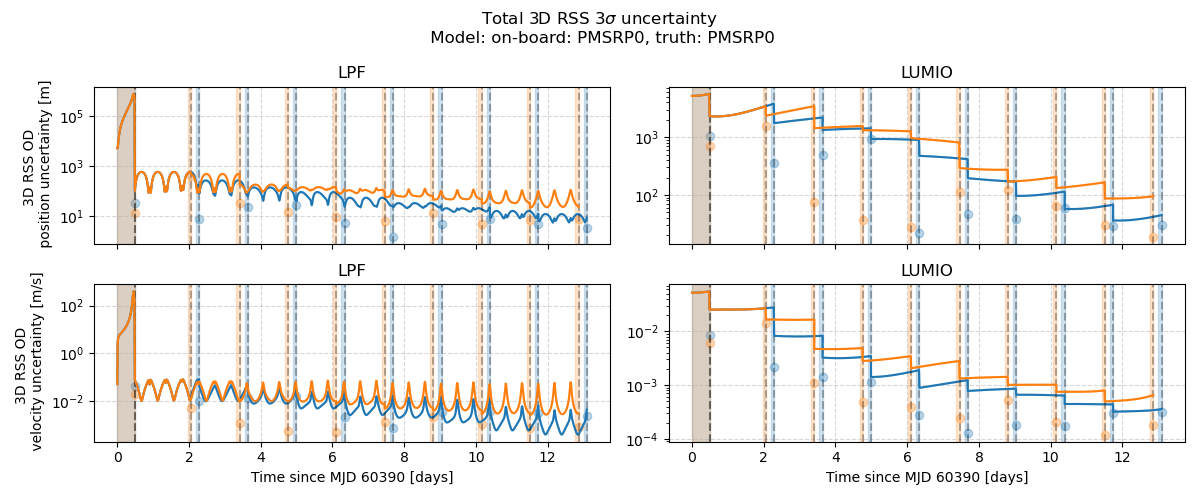 Total 3D RSS 3σ uncertainty
Model: on-board: PMSRP0, truth: PMSRP0
LPF
LUMIO
3D RSS OD
position uncertainty [m]
10^5
10^3
10^1
10^3
10^2
LPF
LUMIO
3D RSS OD
velocity uncertainty [m/s]
10^2
10^0
10^−2
10^−2
10^−3
10^−4
0 2 4 6 8 10 12
0 2 4 6 8 10 12
Time since MJD 60390 [days]
Time since MJD 60390 [days]